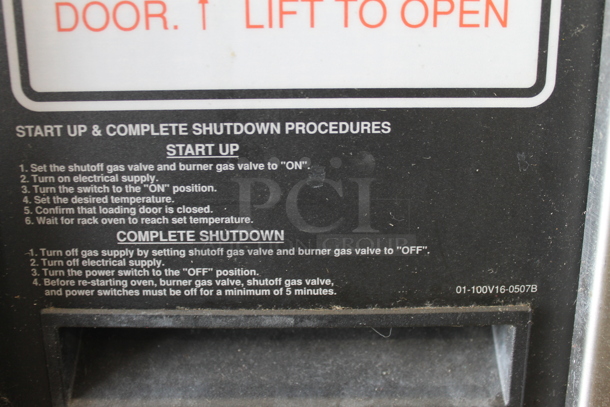 DOOR. ↑ LIFT TO OPEN
START UP & COMPLETE SHUTDOWN PROCEDURES
START UP
1. Set the shutoff gas valve and burner gas valve to "ON".
2. Turn on electrical supply.
3. Turn the switch to the "ON" position.
4. Set the desired temperature.
5. Confirm that loading door is closed.
6. Wait for rack oven to reach set temperature.
PCI
COMPLETE SHUTDOWN
1. Turn off gas supply by setting shutoff gas valve and burner gas valve to "OFF".
2. Turn off electrical supply.
3. Turn the power switch to the "OFF" position.
4. Before re-starting oven, burner gas valve, shutoff gas valve,
and power switches must be off for a minimum of 5 minutes.
01-100V16-0507B